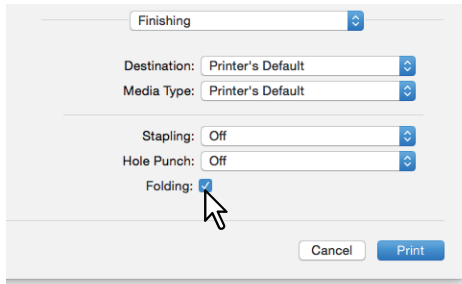 Finishing
Destination: Printer's Default
Media Type: Printer's Default
Stapling: Off
Hole Punch: Off
Folding:
Cancel Print